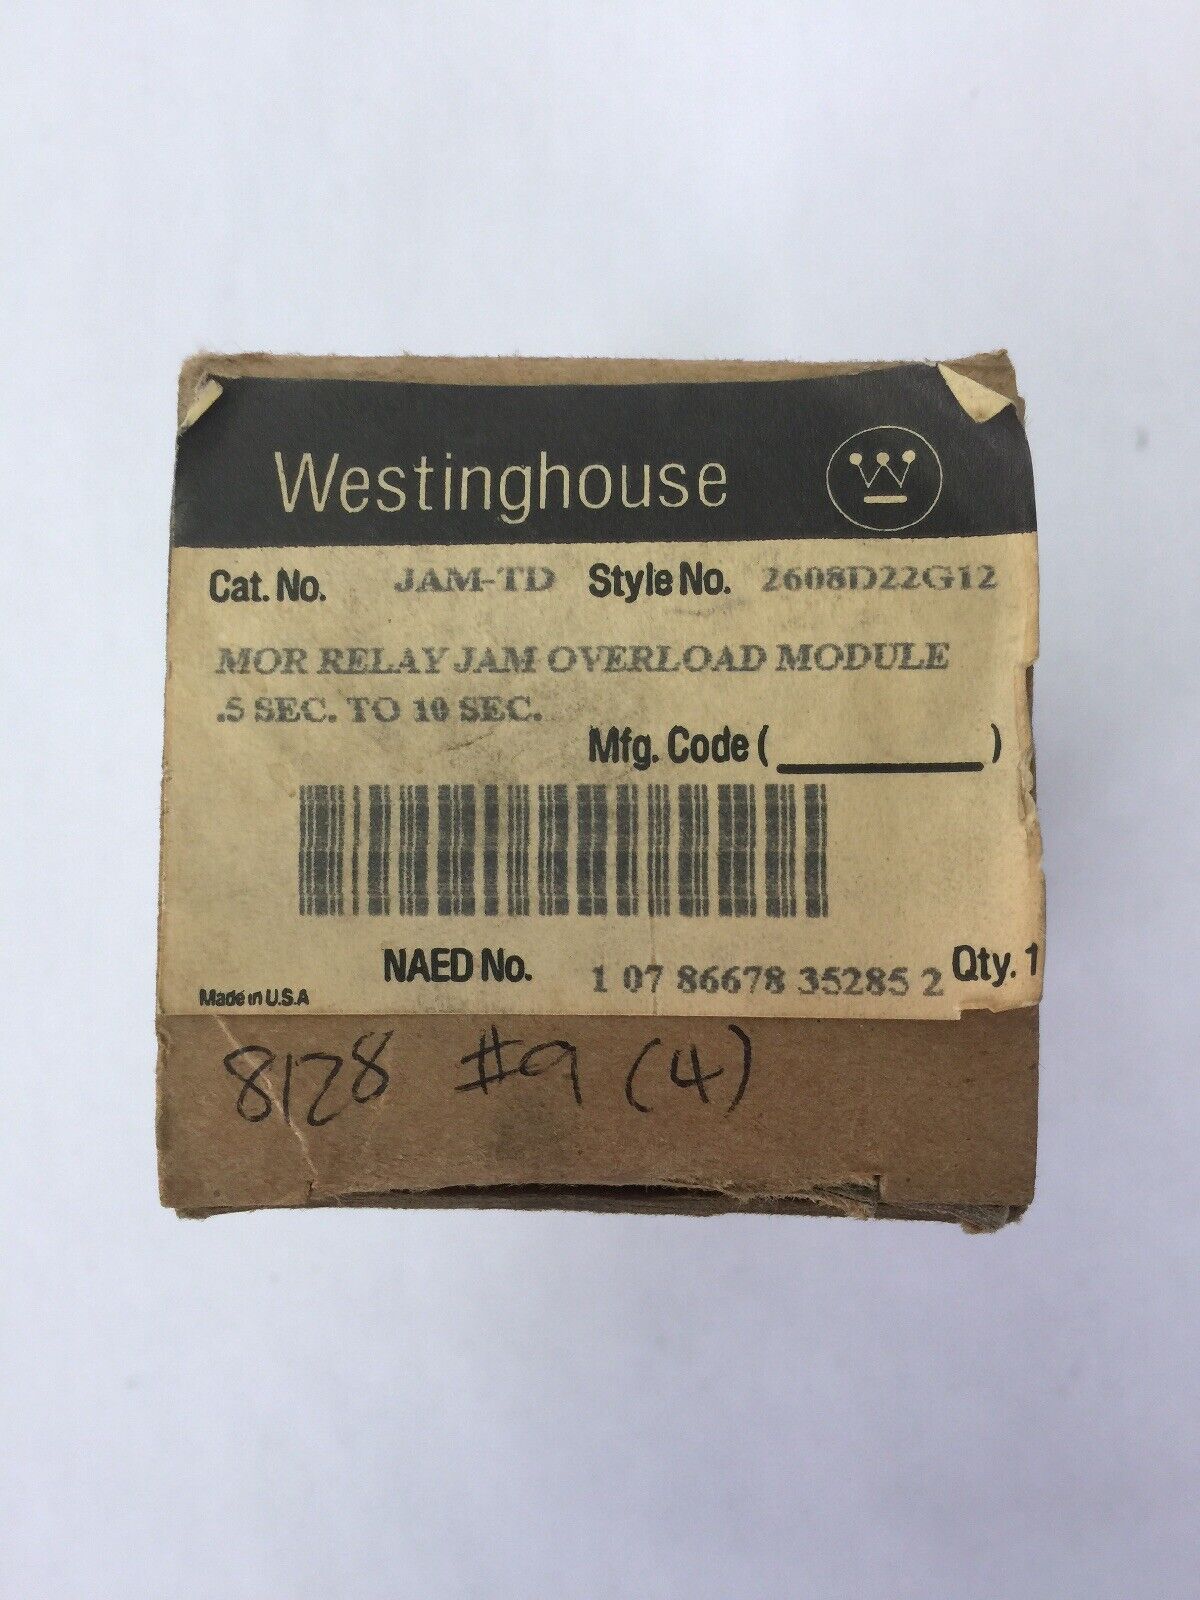 Westinghouse W
Cat. No. JAM-TD Style No. 2608D22G12
MOR RELAY JAM OVERLOAD MODULE
.5 SEC. TO 10 SEC.
Mfg. Code ( ________ )
NAED No. 1 07 86678 35285 2 Qty. 1
Made in U.S.A
8128 #9 (4)